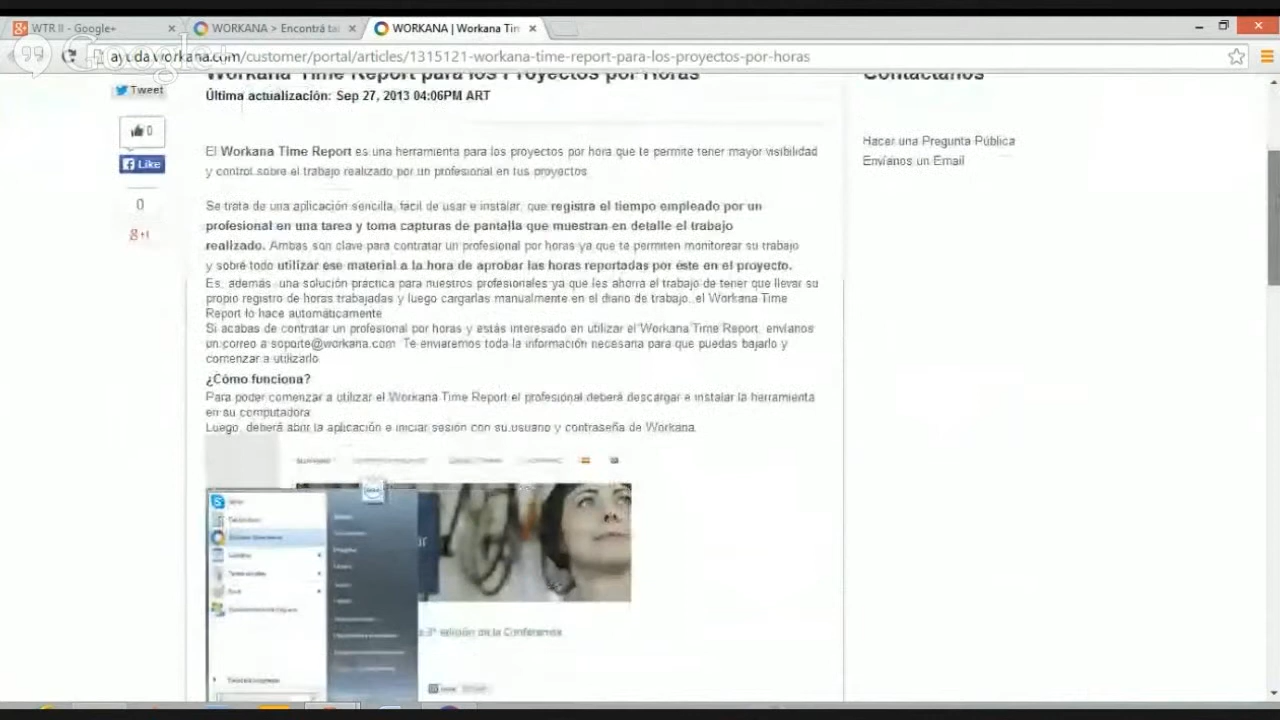 WTR II - Google+
WORKANA > Encontrá tal
WORKANA | Workana Tim
Google+
ayuda.workana.com/customer/portal/articles/1315121-workana-time-report-para-los-proyectos-por-horas
Workana Time Report para los Proyectos por Horas
Contactanos
Tweet
Última actualización: Sep 27, 2013 04:06PM ART
0
Like
0
g+1
El Workana Time Report es una herramienta para los proyectos por hora que te permite tener mayor visibilidad
y control sobre el trabajo realizado por un profesional en tus proyectos
Hacer una Pregunta Pública
Envíanos un Email
Se trata de una aplicación sencilla, fácil de usar e instalar, que registra el tiempo empleado por un
profesional en una tarea y toma capturas de pantalla que muestran en detalle el trabajo
realizado. Ambas son clave para contratar un profesional por horas ya que te permiten monitorear su trabajo
y sobre todo utilizar ese material a la hora de aprobar las horas reportadas por éste en el proyecto.
Es, además, una solución práctica para nuestros profesionales ya que les ahorra el trabajo de tener que llevar su
propio registro de horas trabajadas y luego cargarlas manualmente en el diario de trabajo, el Workana Time
Report lo hace automáticamente
Si acabas de contratar un profesional por horas y estás interesado en utilizar el Workana Time Report, envíanos
un correo a soporte@workana.com. Te enviaremos toda la información necesaria para que puedas bajarlo y
comenzar a utilizarlo
¿Cómo funciona?
Para poder comenzar a utilizar el Workana Time Report el profesional deberá descargar e instalar la herramienta
en su computadora
Luego, deberá abrir la aplicación e iniciar sesión con su usuario y contraseña de Workana
ur
a 3° edición de la Conferencia